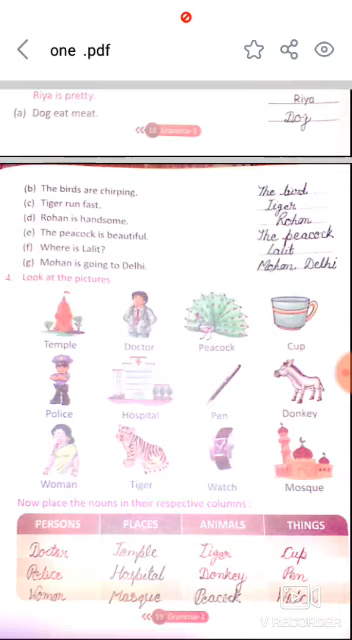 one .pdf
Riya is pretty. Riya
(a) Dog eat meat. Dog
18 Grammar-1
(b) The birds are chirping. The bird
(c) Tiger run fast. Tiger
(d) Rohan is handsome. Rohan
(e) The peacock is beautiful. The peacock
(f) Where is Lalit? Lalit
(g) Mohan is going to Delhi. Mohan, Delhi
4. Look at the pictures
Temple Doctor Peacock Cup
Police Hospital Pen Donkey
Woman Tiger Watch Mosque
Now place the nouns in their respective columns :
PERSONS PLACES ANIMALS THINGS
Doctor Temple Tiger Cup
Police Hospital Donkey Pen
Woman Masque Peacock
19 Grammar-1
V RECORDER